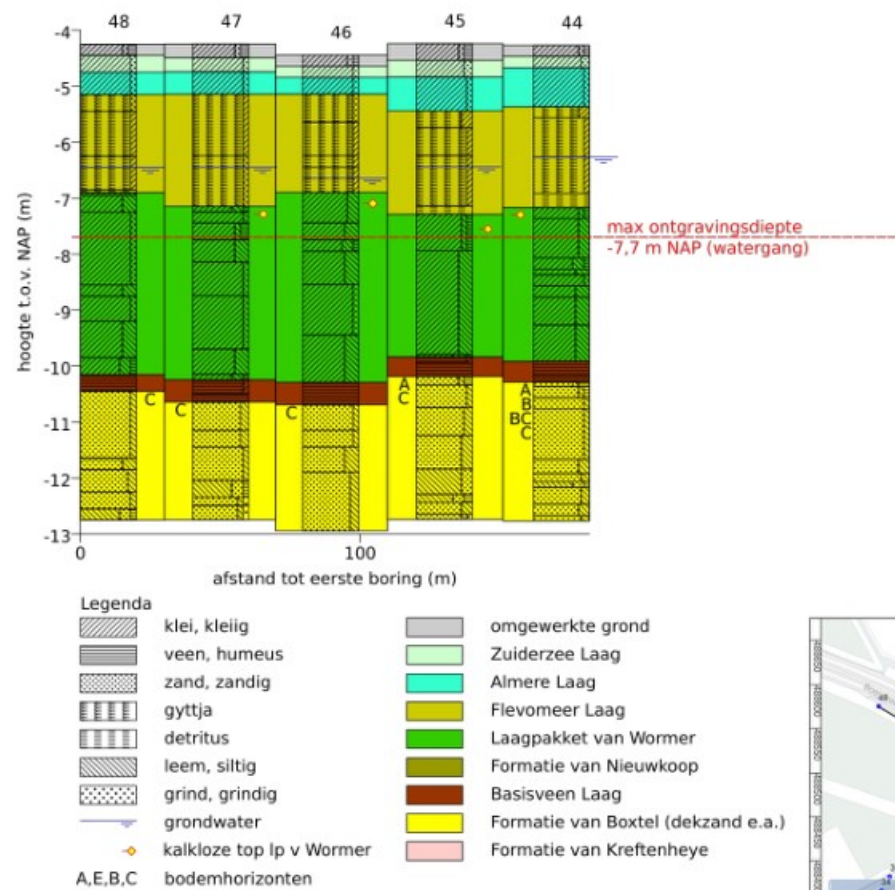 48 47 46 45 44
-4
-5
-6
-7
-8
-9
-10
-11
-12
-13
hoogte t.o.v. NAP (m)
max ontgravingsdiepte
-7,7 m NAP (watergang)
C C C A
C
A
B
BC
C
0 100
afstand tot eerste boring (m)
Legenda
klei, kleiig
veen, humeus
zand, zandig
gyttja
detritus
leem, siltig
grind, grindig
grondwater
kalkloze top lp v Wormer
A,E,B,C bodemhorizonten
omgewerkte grond
Zuiderzee Laag
Almere Laag
Flevomeer Laag
Laagpakket van Wormer
Formatie van Nieuwkoop
Basisveen Laag
Formatie van Boxtel (dekzand e.a.)
Formatie van Kreftenheye